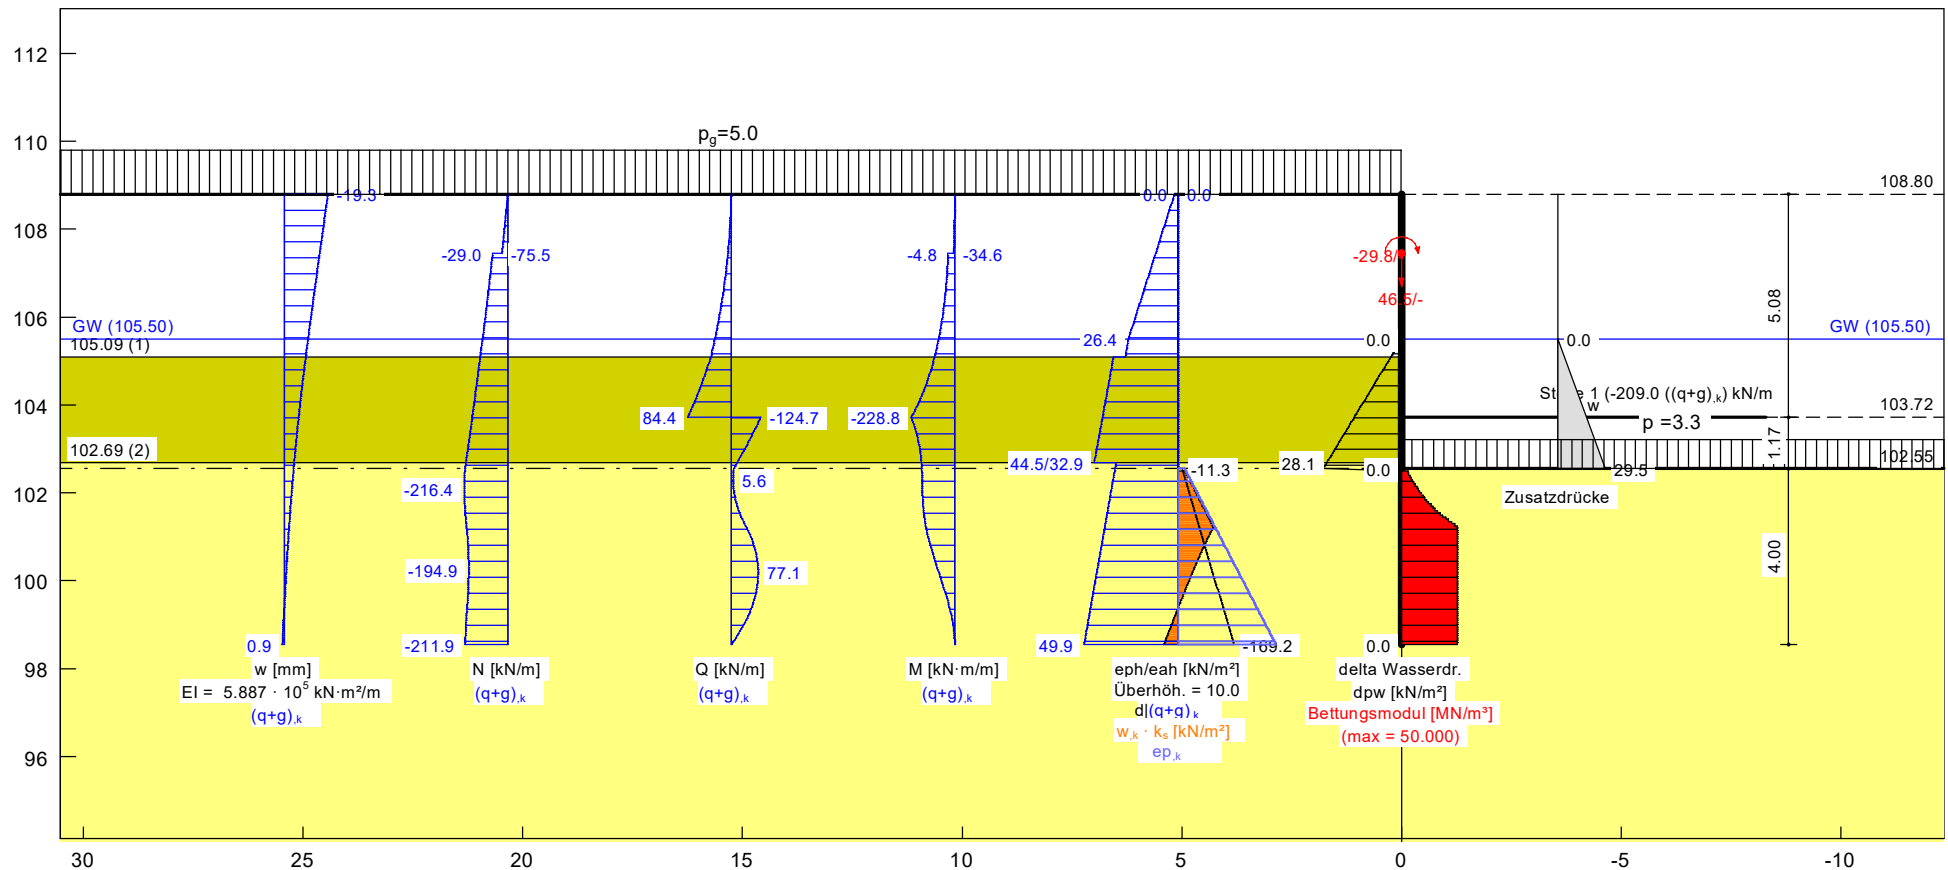 112
110
108
106
104
102
100
98
96
p_g=5.0
108.80
-19.3
0.0
0.0
-29.0
-75.5
-4.8
-34.6
-29.8/
46.5/-
5.08
GW (105.50)
GW (105.50)
105.09 (1)
26.4
0.0
0.0
1 (-209.0 ((q+g),k) kN/m
w
103.72
84.4
-124.7
-228.8
p =3.3
1.17
102.69 (2)
44.5/32.9
-11.3
28.1
0.0
29.5
102.55
-216.4
5.6
Zusatzdrücke
-194.9
77.1
4.00
0.9
-211.9
49.9
-169.2
0.0
w [mm]
EI = 5.887 · 10⁵ kN·m²/m
(q+g),k
N [kN/m]
(q+g),k
Q [kN/m]
(q+g),k
M [kN·m/m]
(q+g),k
eph/eah [kN/m²]
Überhöh. = 10.0
(q+g),k
w,k · ks [kN/m²]
ep,k
delta Wasserdr.
dpw [kN/m²]
Bettungsmodul [MN/m³]
(max = 50.000)
30
25
20
15
10
5
0
-5
-10